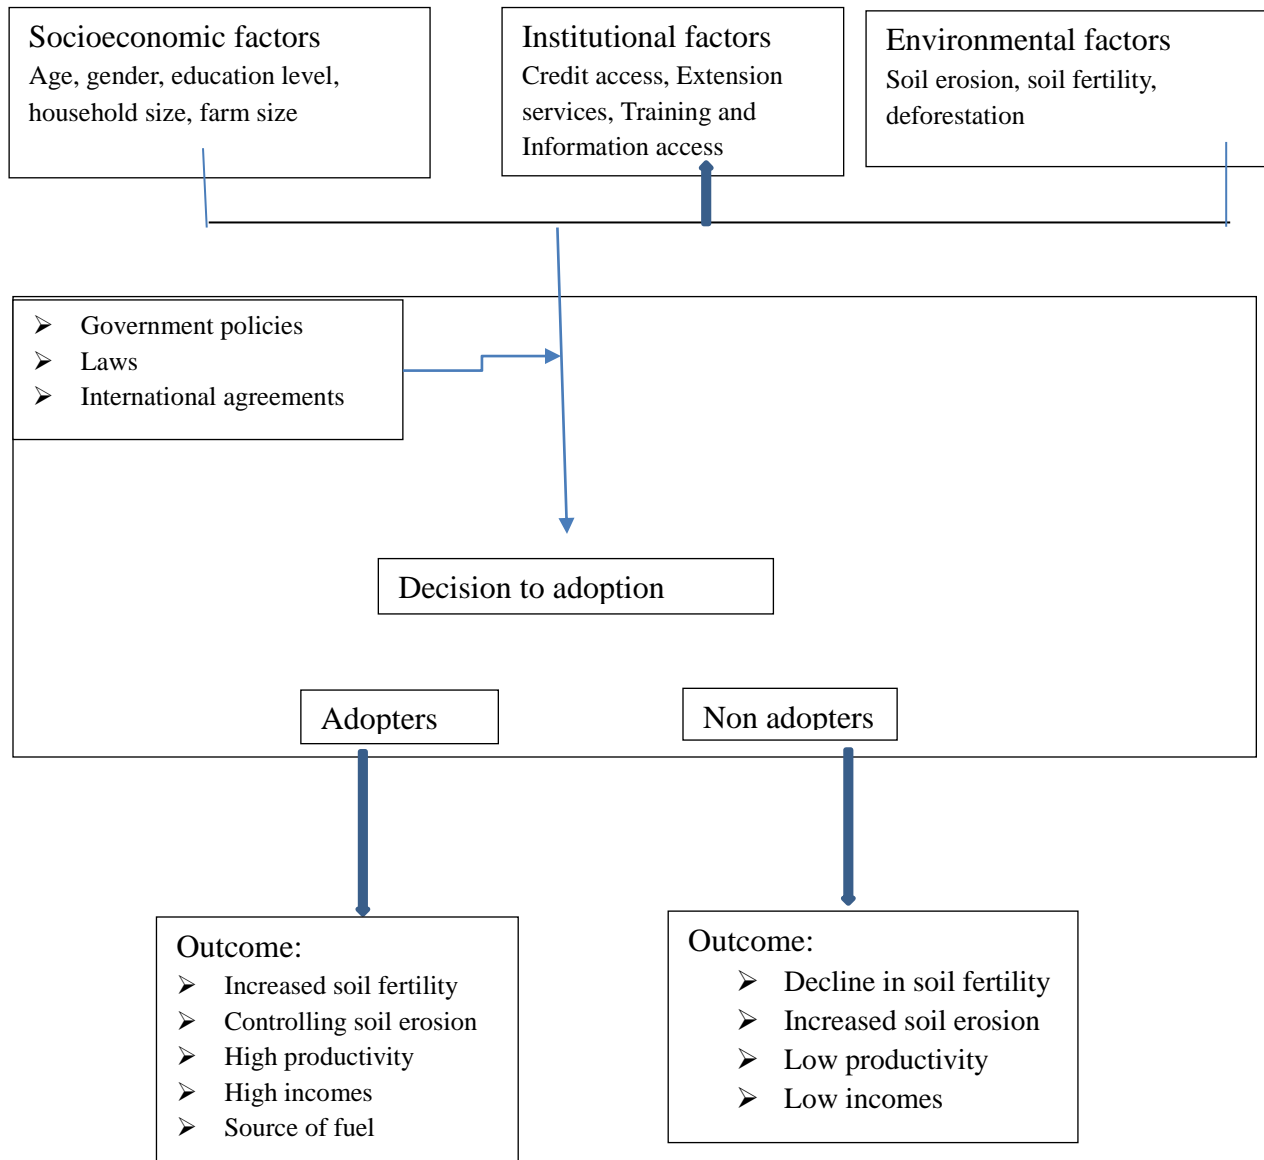 Socioeconomic factors
Age, gender, education level,
household size, farm size
Institutional factors
Credit access, Extension
services, Training and
Information access
Environmental factors
Soil erosion, soil fertility,
deforestation
➢ Government policies
➢ Laws
➢ International agreements
Decision to adoption
Adopters
Non adopters
Outcome:
➢ Increased soil fertility
➢ Controlling soil erosion
➢ High productivity
➢ High incomes
➢ Source of fuel
Outcome:
➢ Decline in soil fertility
➢ Increased soil erosion
➢ Low productivity
➢ Low incomes